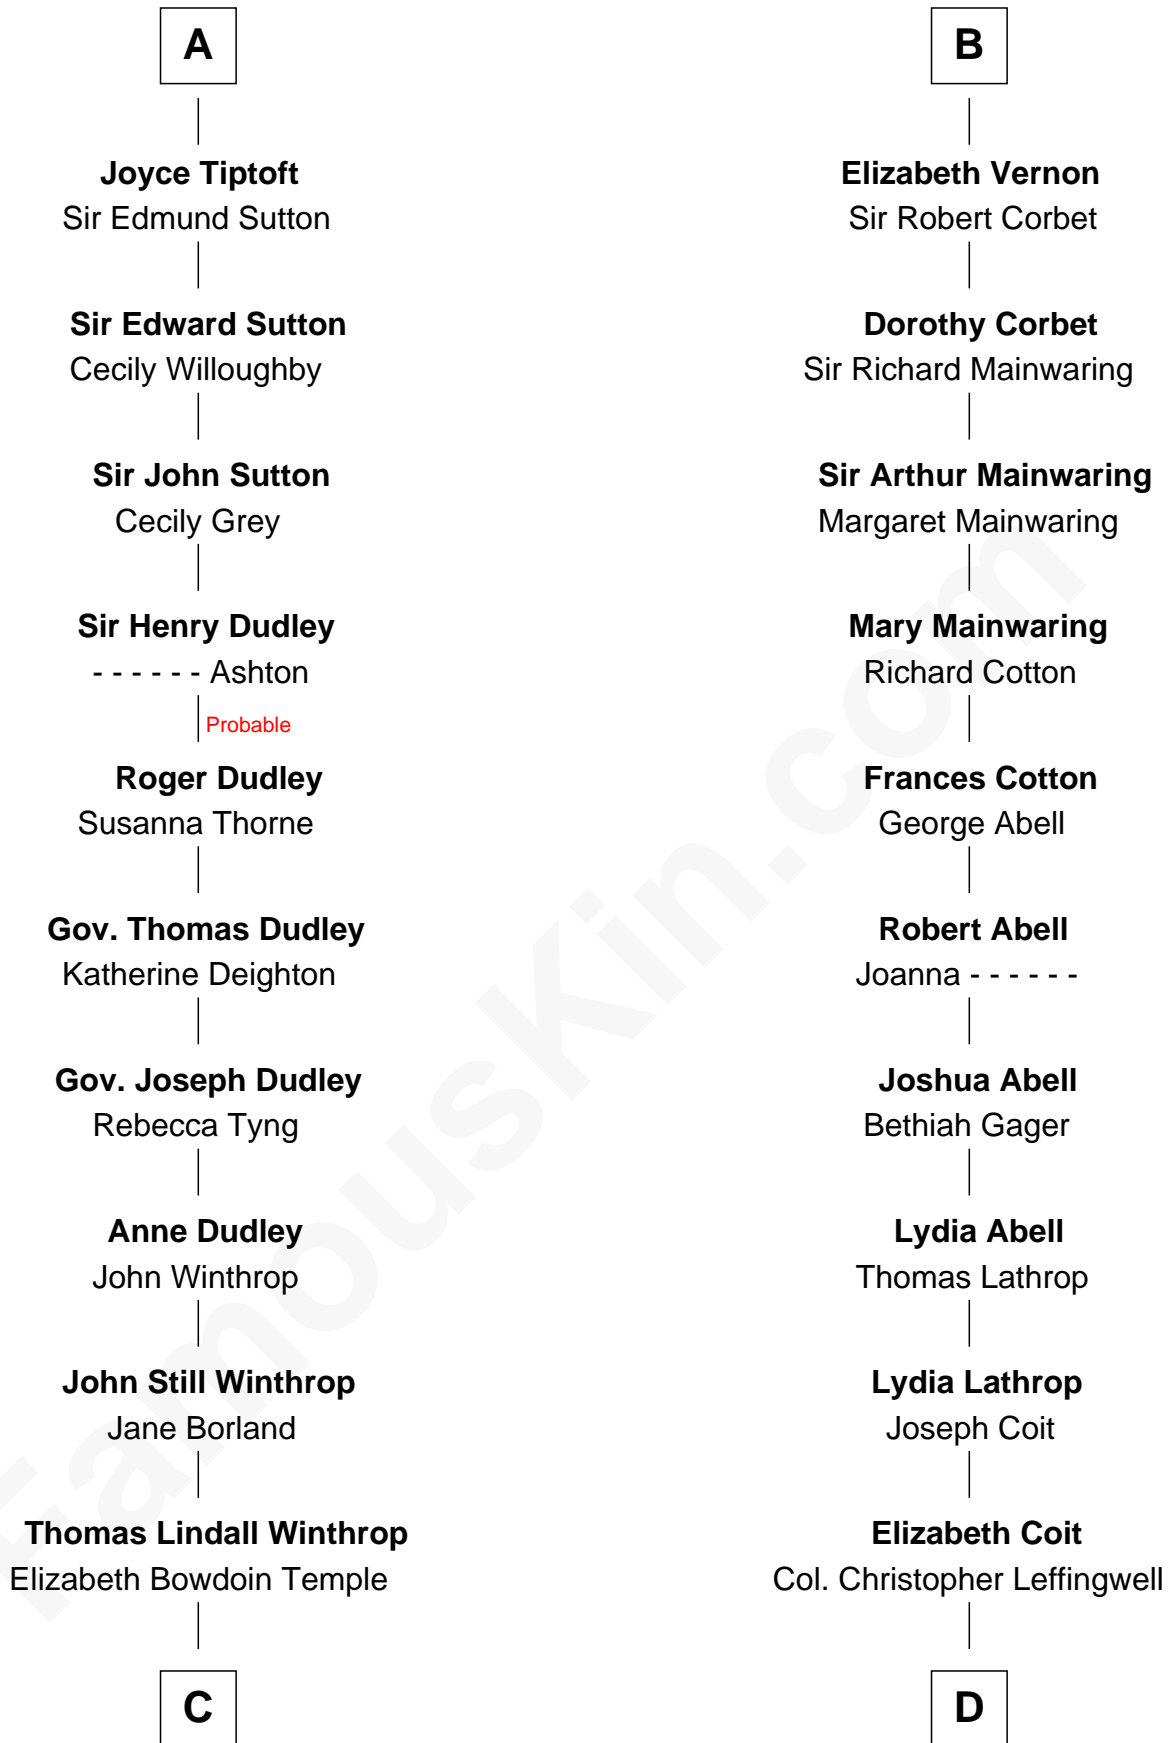 A
Joyce Tiptoft
Sir Edmund Sutton
Sir Edward Sutton
Cecily Willoughby
Sir John Sutton
Cecily Grey
Sir Henry Dudley
- - - - - - Ashton
Probable
Roger Dudley
Susanna Thorne
Gov. Thomas Dudley
Katherine Deighton
Gov. Joseph Dudley
Rebecca Tyng
Anne Dudley
John Winthrop
John Still Winthrop
Jane Borland
Thomas Lindall Winthrop
Elizabeth Bowdoin Temple
C
B
Elizabeth Vernon
Sir Robert Corbet
Dorothy Corbet
Sir Richard Mainwaring
Sir Arthur Mainwaring
Margaret Mainwaring
Mary Mainwaring
Richard Cotton
Frances Cotton
George Abell
Robert Abell
Joanna - - - - - -
Joshua Abell
Bethiah Gager
Lydia Abell
Thomas Lathrop
Lydia Lathrop
Joseph Coit
Elizabeth Coit
Col. Christopher Leffingwell
D
FamousKin.com